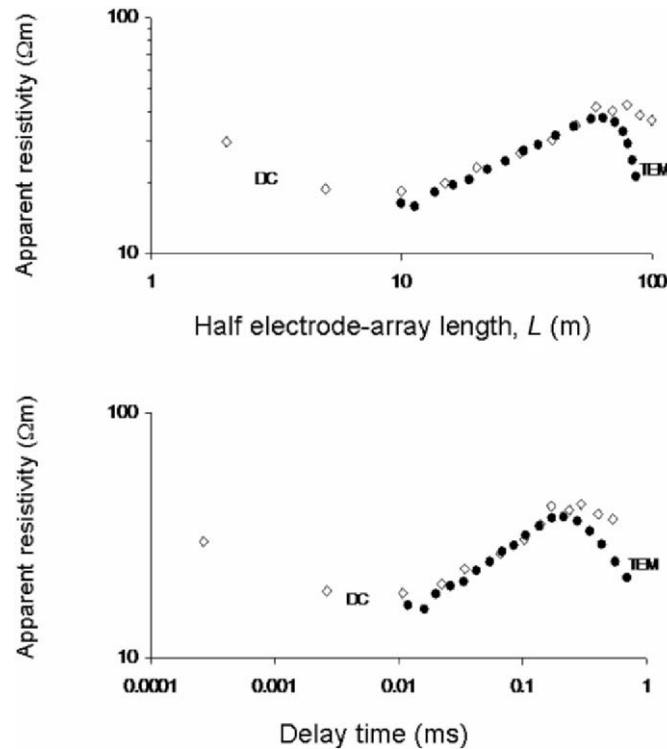 100
Apparent resistivity (Ωm)
DC
TEM
10
1 10 100
Half electrode-array length, L (m)
100
Apparent resistivity (Ωm)
DC
TEM
10
0.0001 0.001 0.01 0.1 1
Delay time (ms)